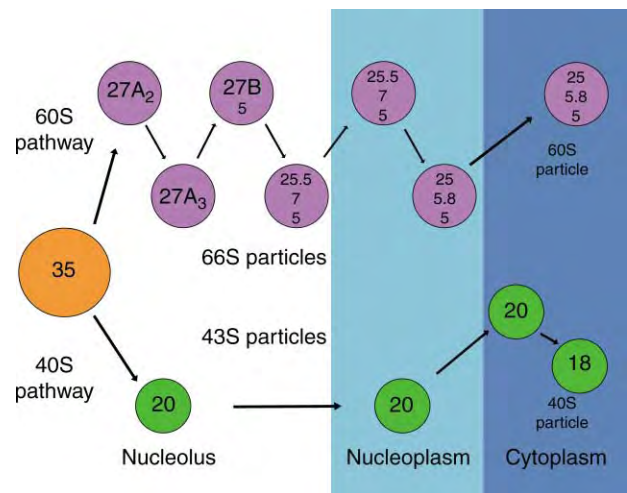 27A₂
27B
5
25.5
7
5
25
5.8
5
60S
pathway
60S
particle
27A₃
25.5
7
5
25
5.8
5
66S particles
35
43S particles
20
18
40S
pathway
40S
particle
20
20
Nucleolus
Nucleoplasm
Cytoplasm